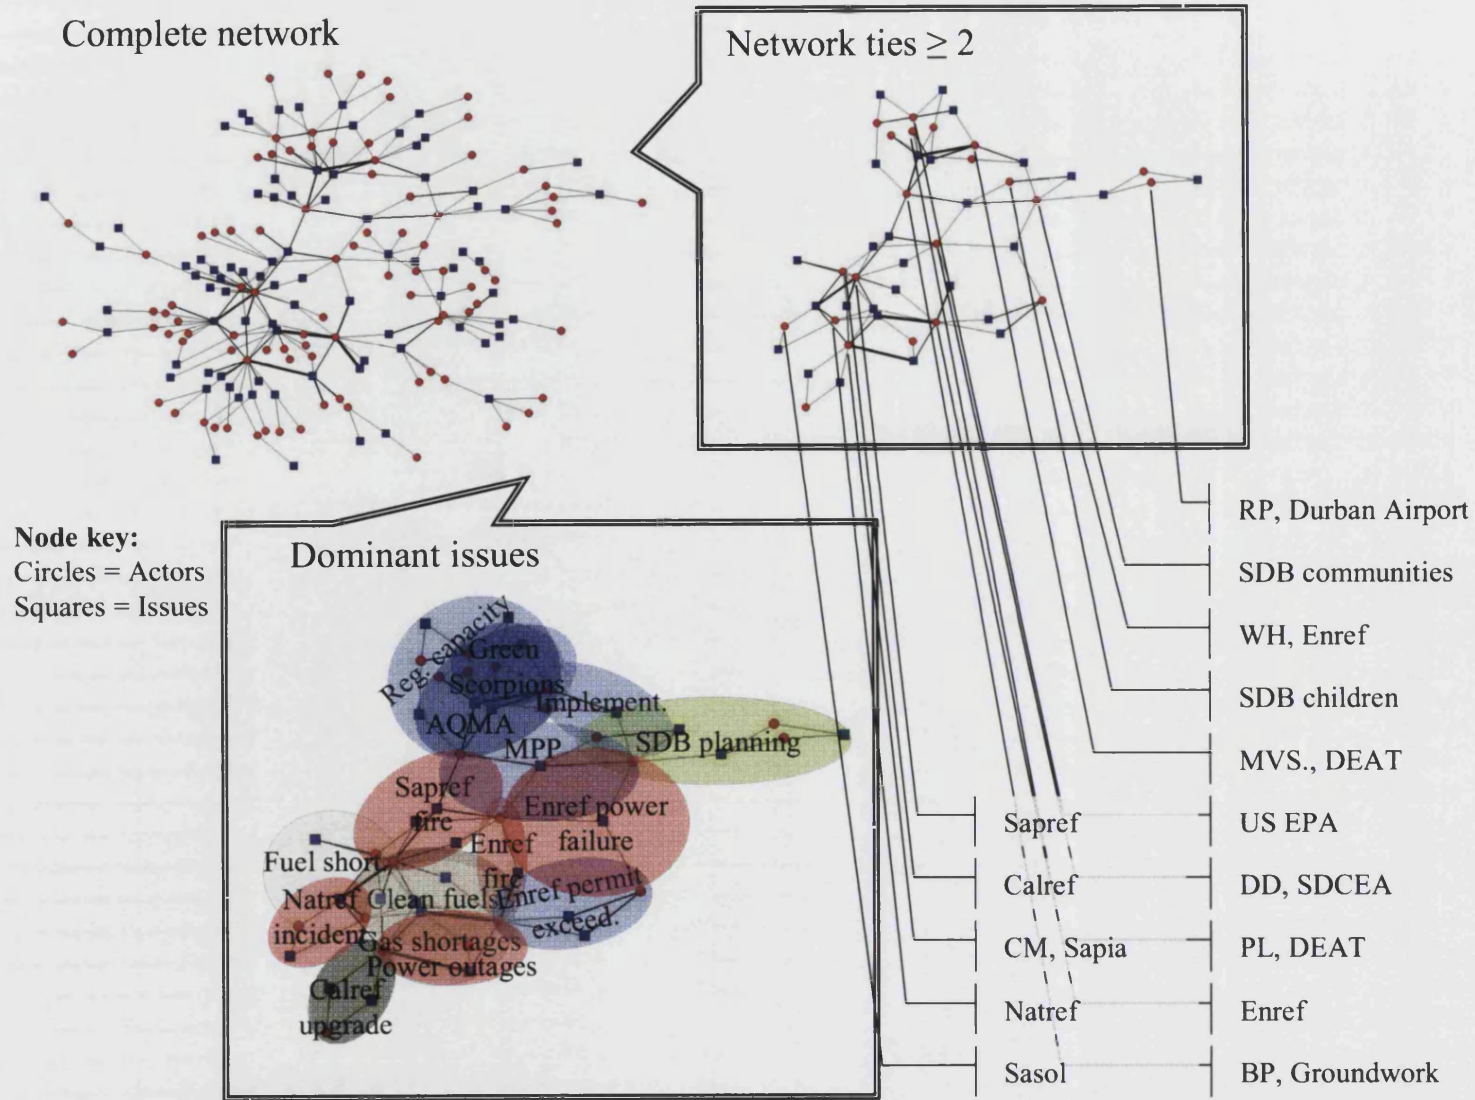 Complete network
Network ties ≥ 2
Node key:
Circles = Actors
Squares = Issues
Dominant issues
Reg. capacity
Green
Scorpions
Implement.
AQMA
MPP
SDB planning
Sapref
fire
Enref power
failure
Enref
fire
Fuel short.
Natref
incident
Clean fuels
Enref permit
exceed.
Gas shortages
Power outages
Calref
upgrade
RP, Durban Airport
SDB communities
WH, Enref
SDB children
MVS., DEAT
Sapref
US EPA
Calref
DD, SDCEA
CM, Sapia
PL, DEAT
Natref
Enref
Sasol
BP, Groundwork